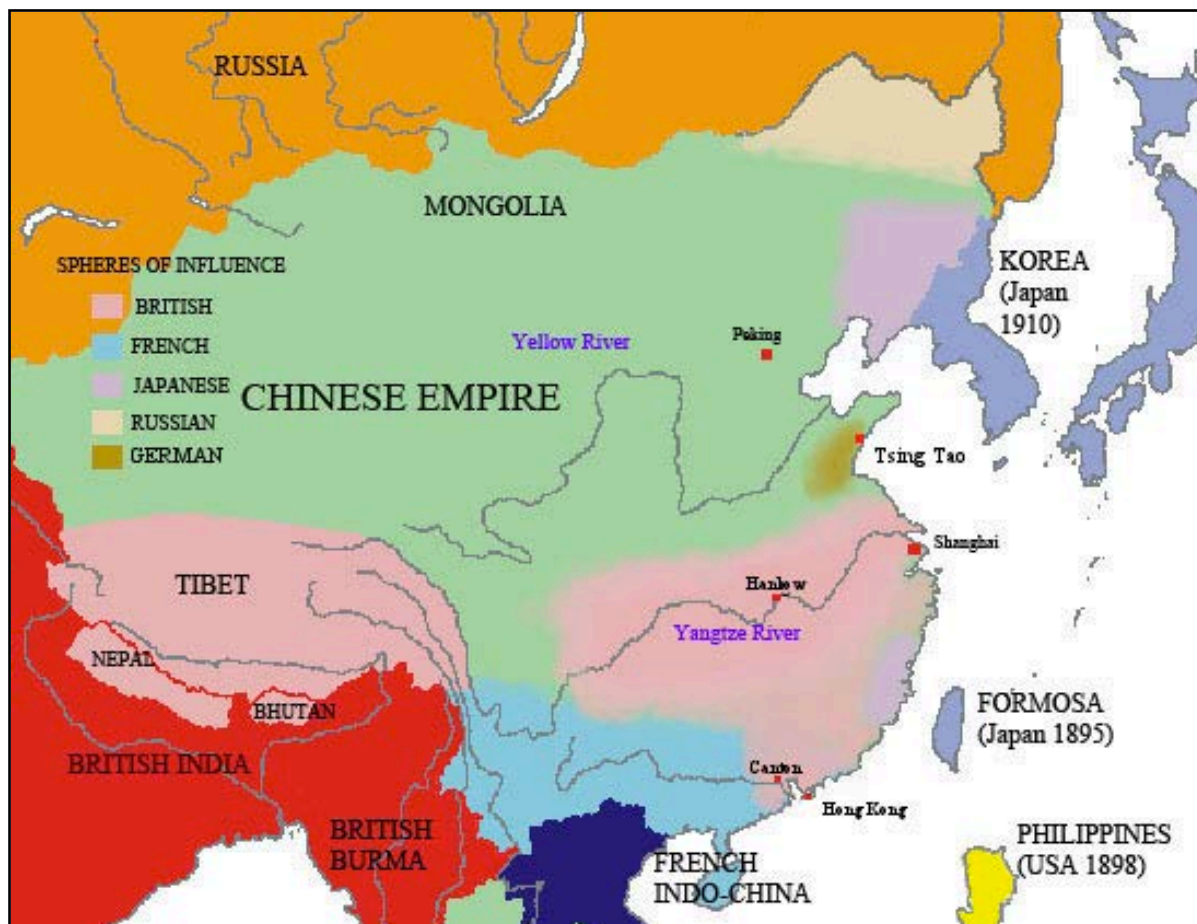 RUSSIA
MONGOLIA
SPHERES OF INFLUENCE
BRITISH
FRENCH
JAPANESE
RUSSIAN
GERMAN
KOREA
(Japan
1910)
Yellow River
Peking
CHINESE EMPIRE
Tsing Tao
Shanghai
TIBET
Hankow
Yangtze River
NEPAL
BHUTAN
FORMOSA
(Japan 1895)
BRITISH INDIA
Canton
Hong Kong
BRITISH
BURMA
FRENCH
INDO-CHINA
PHILIPPINES
(USA 1898)